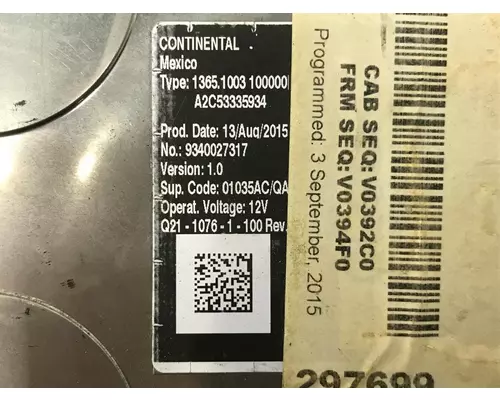 CONTINENTAL
Mexico
Type: 1365.1003 100000
A2C53335934
Prod. Date: 13/Aug/2015
No.: 9340027317
Version: 1.0
Sup. Code: 01035AC/QA
Operat. Voltage: 12V
Q21 - 1076 - 1 - 100 Rev.
CAB SEQ: V0392C0
FRM SEQ: V0394F0
Programmed: 3 September, 2015
297699